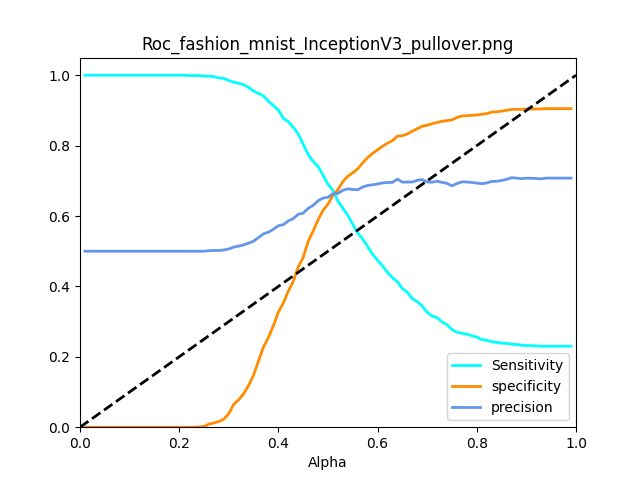 Roc_fashion_mnist_InceptionV3_pullover.png
1.0
0.8
0.6
0.4
0.2
0.0
Sensitivity
specificity
precision
0.0 0.2 0.4 0.6 0.8 1.0
Alpha